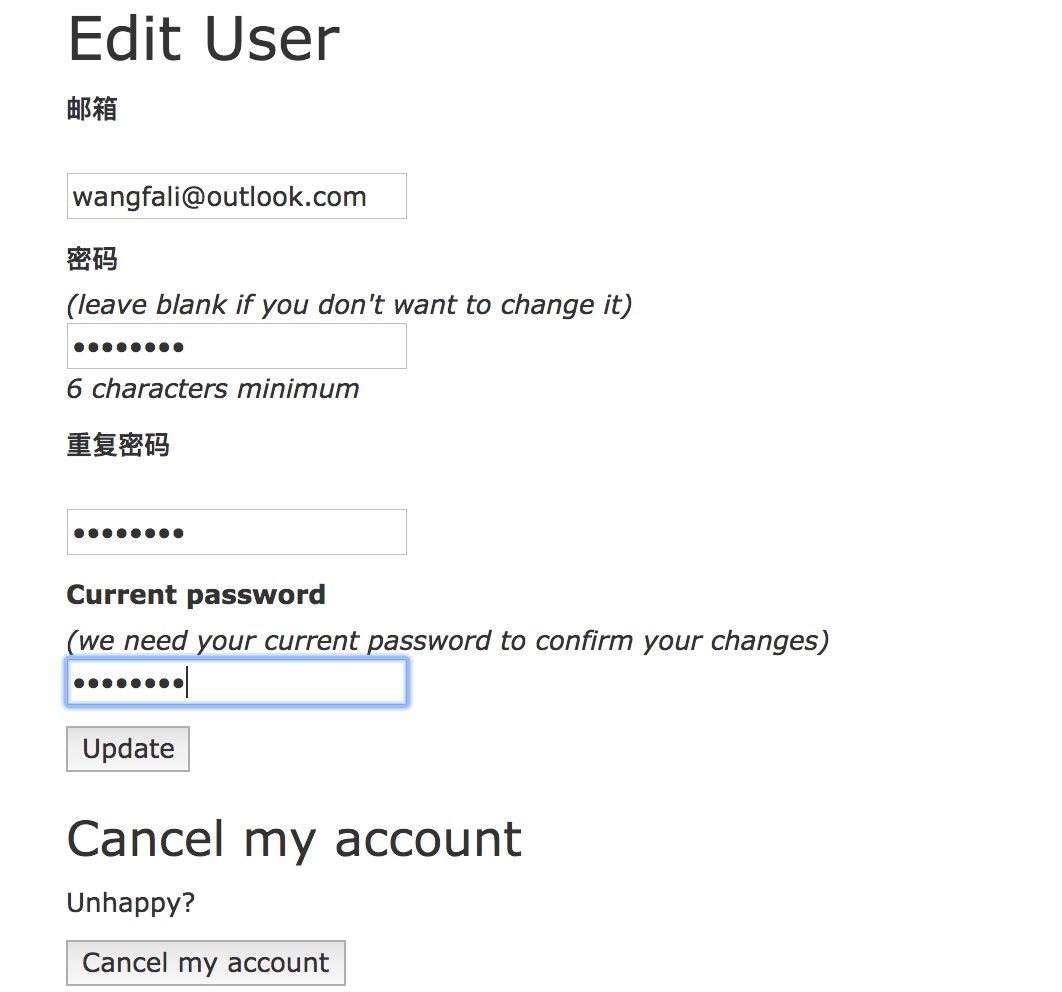 Edit User
邮箱
wangfali@outlook.com
密码
(leave blank if you don't want to change it)
••••••••
6 characters minimum
重复密码
••••••••
Current password
(we need your current password to confirm your changes)
••••••••
Update
Cancel my account
Unhappy?
Cancel my account